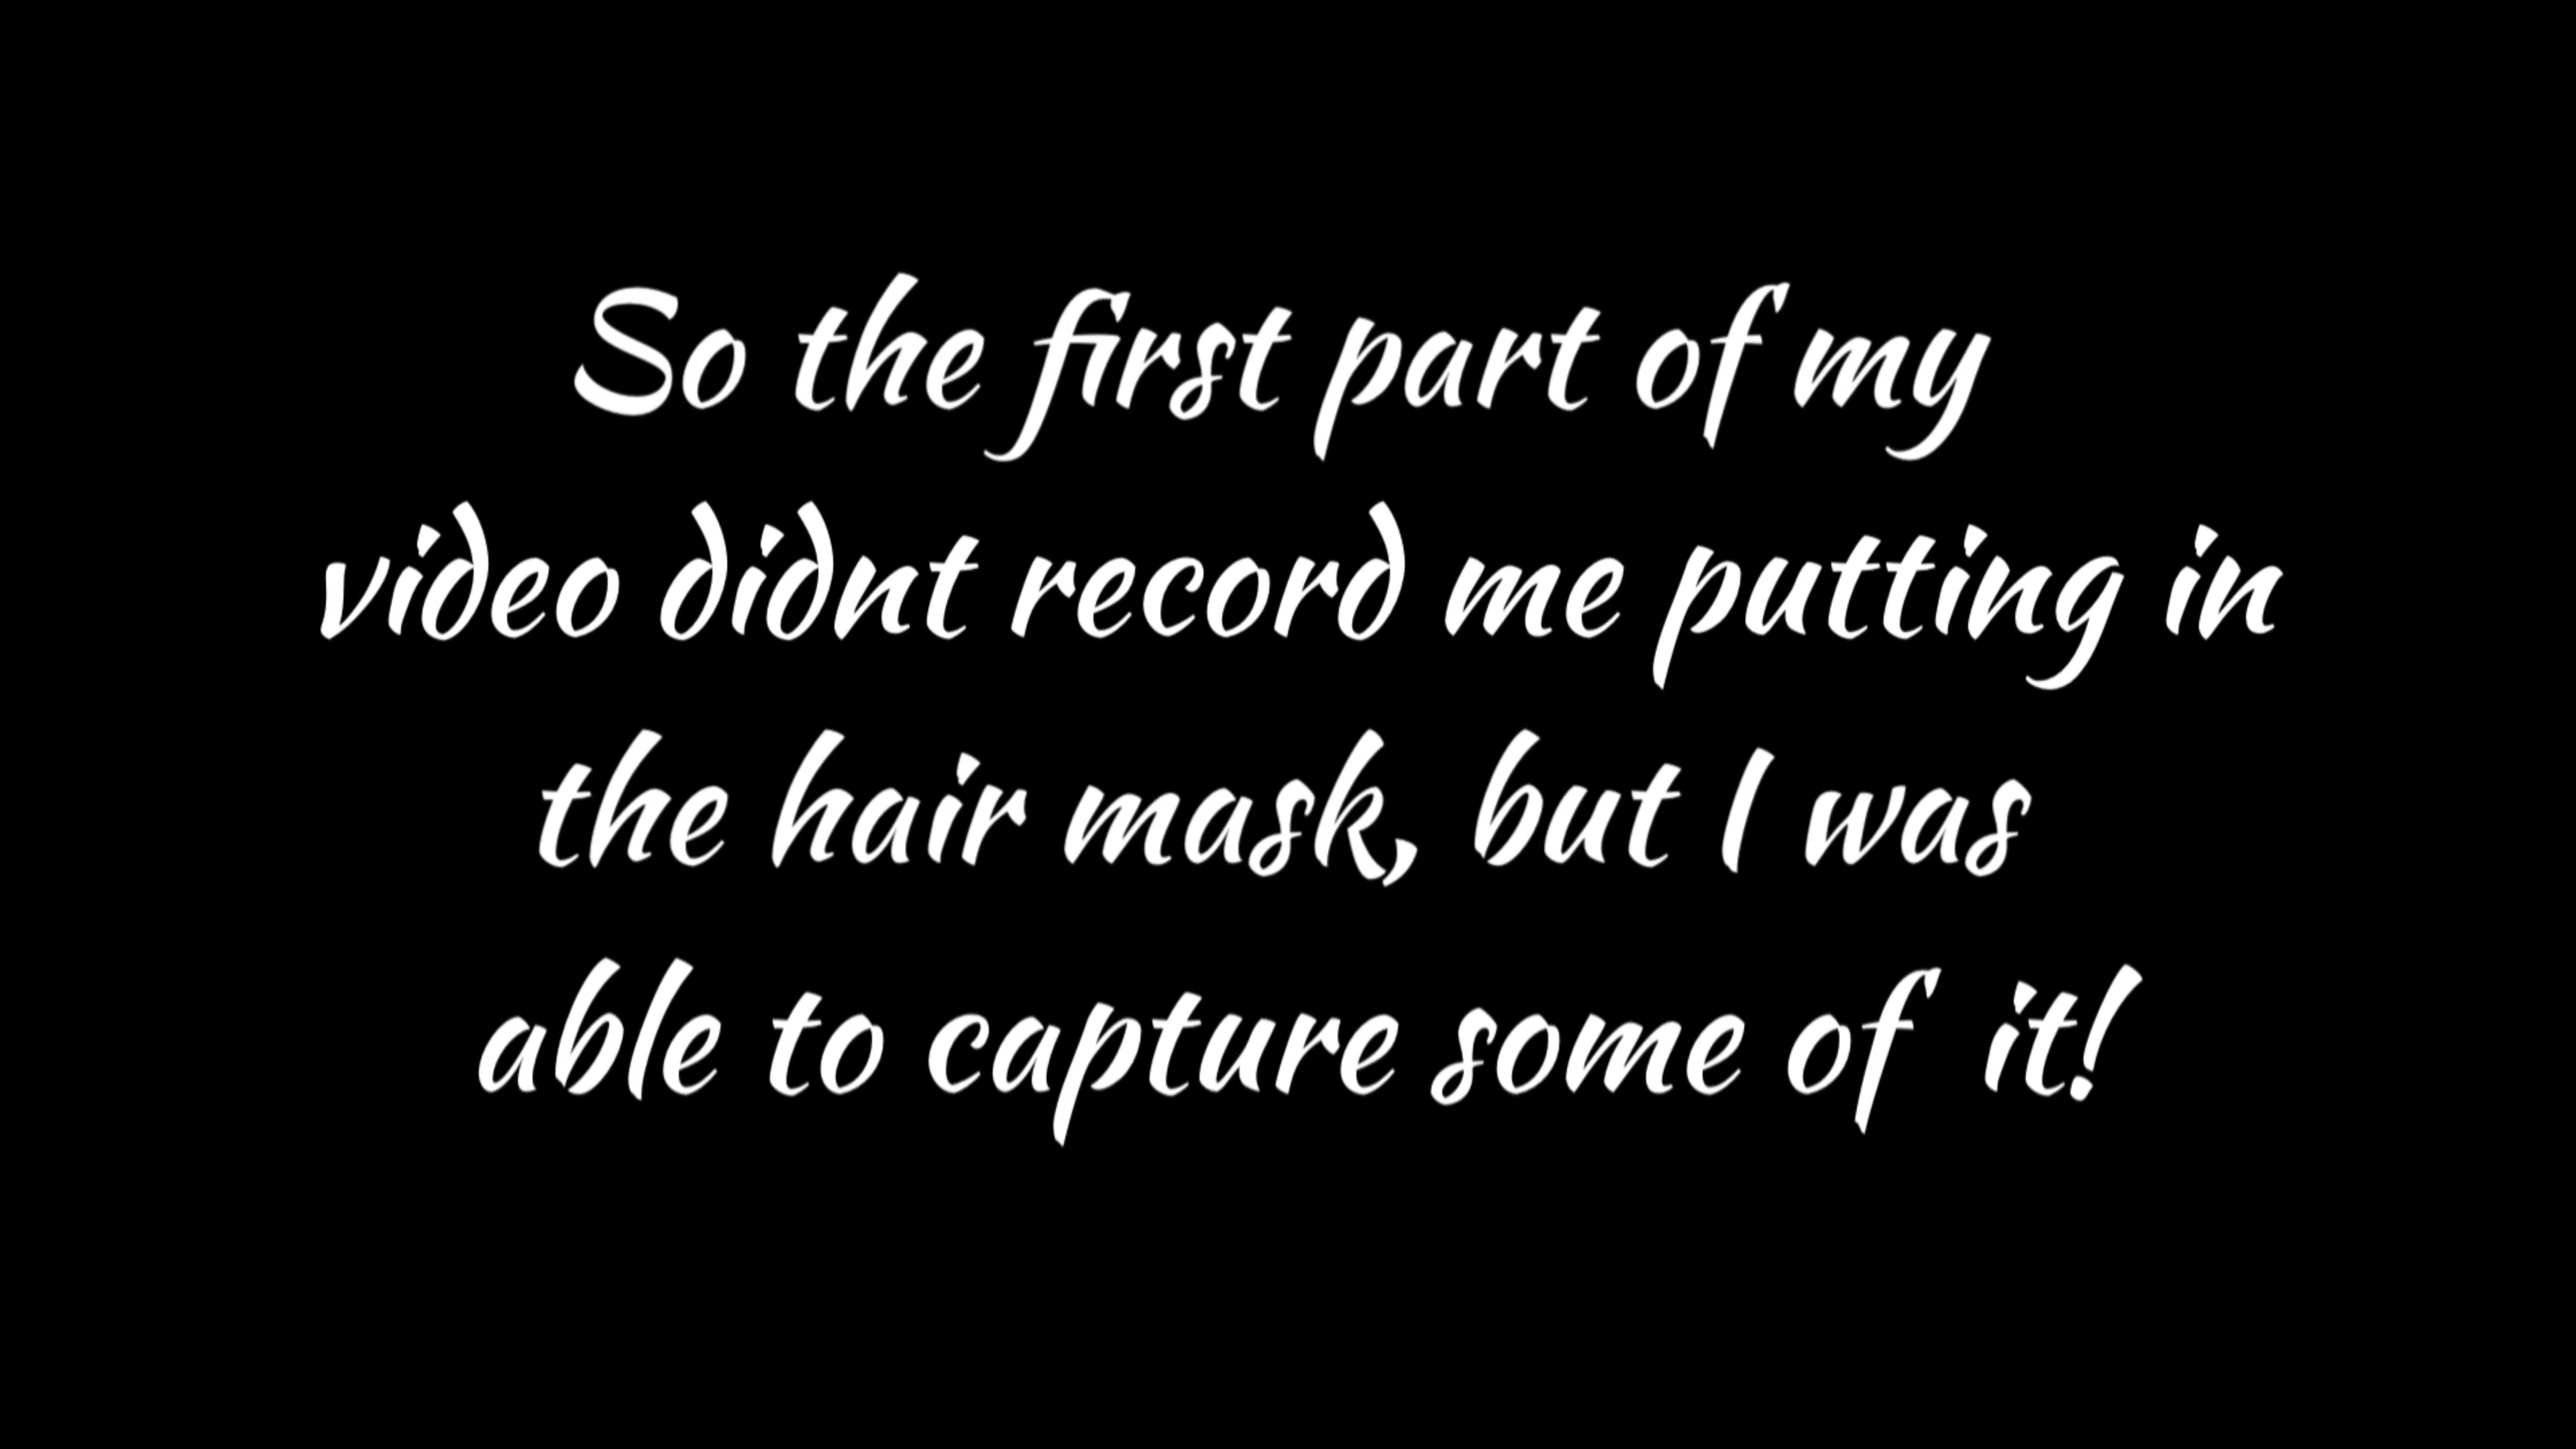 So the first part of my
video didnt record me putting in
the hair mask, but I was
able to capture some of  it!